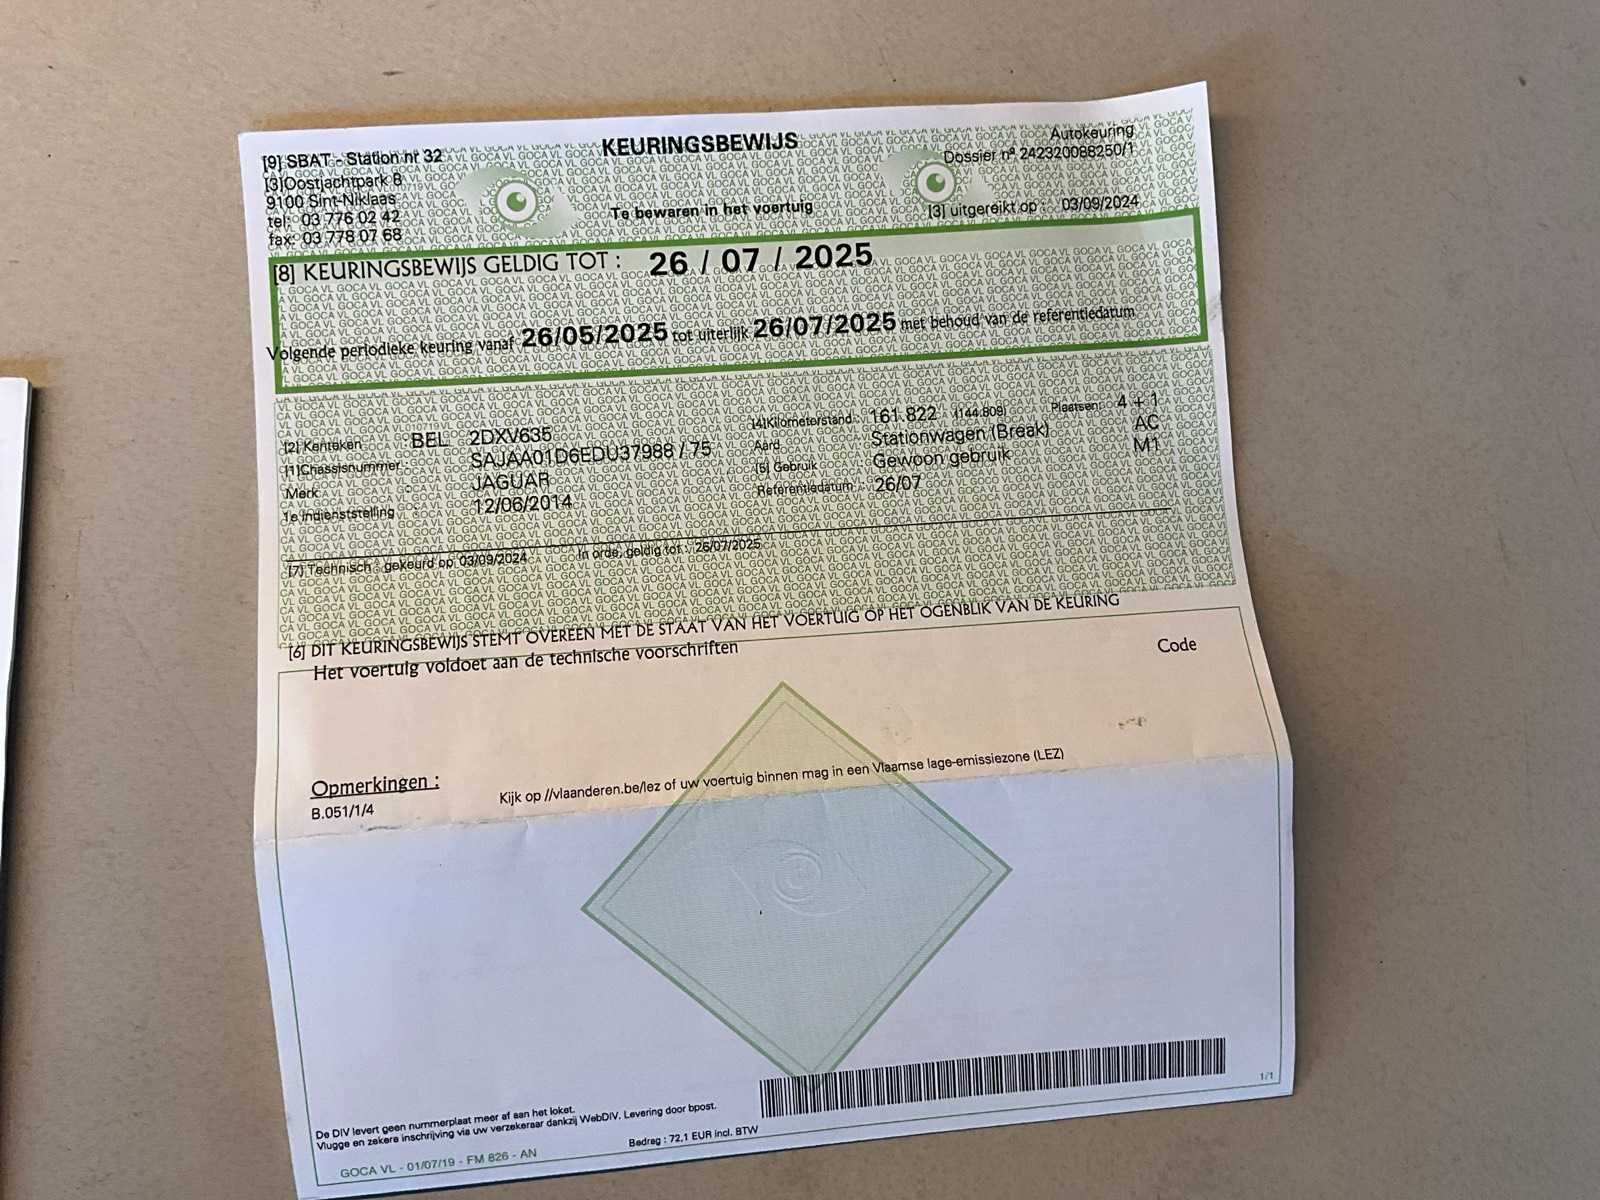 [9] SBAT - Station nr 32
[3]Oostjachtpark 8
9100 Sint-Niklaas
tel: 03 776 02 42
fax: 03 778 07 68
KEURINGSBEWIJS
Te bewaren in het voertuig
Autokeuring
Dossier nº 242320088250/1
[3] uitgereikt op : 03/09/2024
[8] KEURINGSBEWIJS GELDIG TOT : 26 / 07 / 2025
Volgende periodieke keuring vanaf 26/05/2025 tot uiterlijk 26/07/2025 met behoud van de referentiedatum
[2] Kenteken : BEL 2DXV635
[1]Chassisnummer : SAJAA01D6EDU37988 / 75
Merk : JAGUAR
1e indienststelling : 12/06/2014
[4]Kilometerstand : 161.822 (144.809) Plaatsen: 4 + 1
Aard : Stationwagen (Break) AC
[5] Gebruik : Gewoon gebruik M1
Referentiedatum : 26/07
[7] Technisch : gekeurd op 03/09/2024 In orde, geldig tot : 26/07/2025
[6] DIT KEURINGSBEWIJS STEMT OVEREEN MET DE STAAT VAN HET VOERTUIG OP HET OGENBLIK VAN DE KEURING
Het voertuig voldoet aan de technische voorschriften
Code
Opmerkingen :
B.051/1/4
Kijk op //vlaanderen.be/lez of uw voertuig binnen mag in een Vlaamse lage-emissiezone (LEZ)
De DIV levert geen nummerplaat meer af aan het loket.
Vlugge en zekere inschrijving via uw verzekeraar dankzij WebDIV. Levering door bpost.
Bedrag : 72,1 EUR incl. BTW
GOCA VL - 01/07/19 - FM 826 - AN
1/1